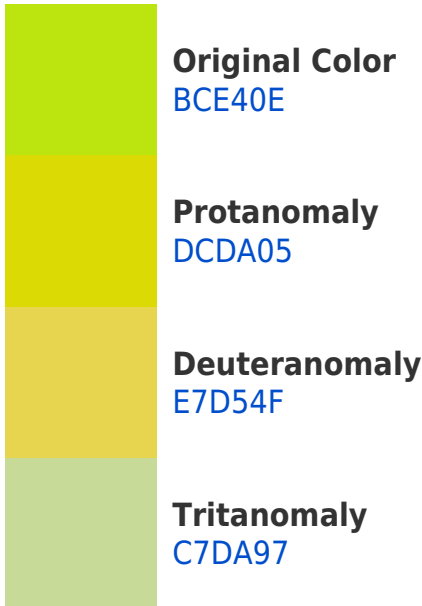 Original Color
BCE40E
Protanomaly
DCDA05
Deuteranomaly
E7D54F
Tritanomaly
C7DA97